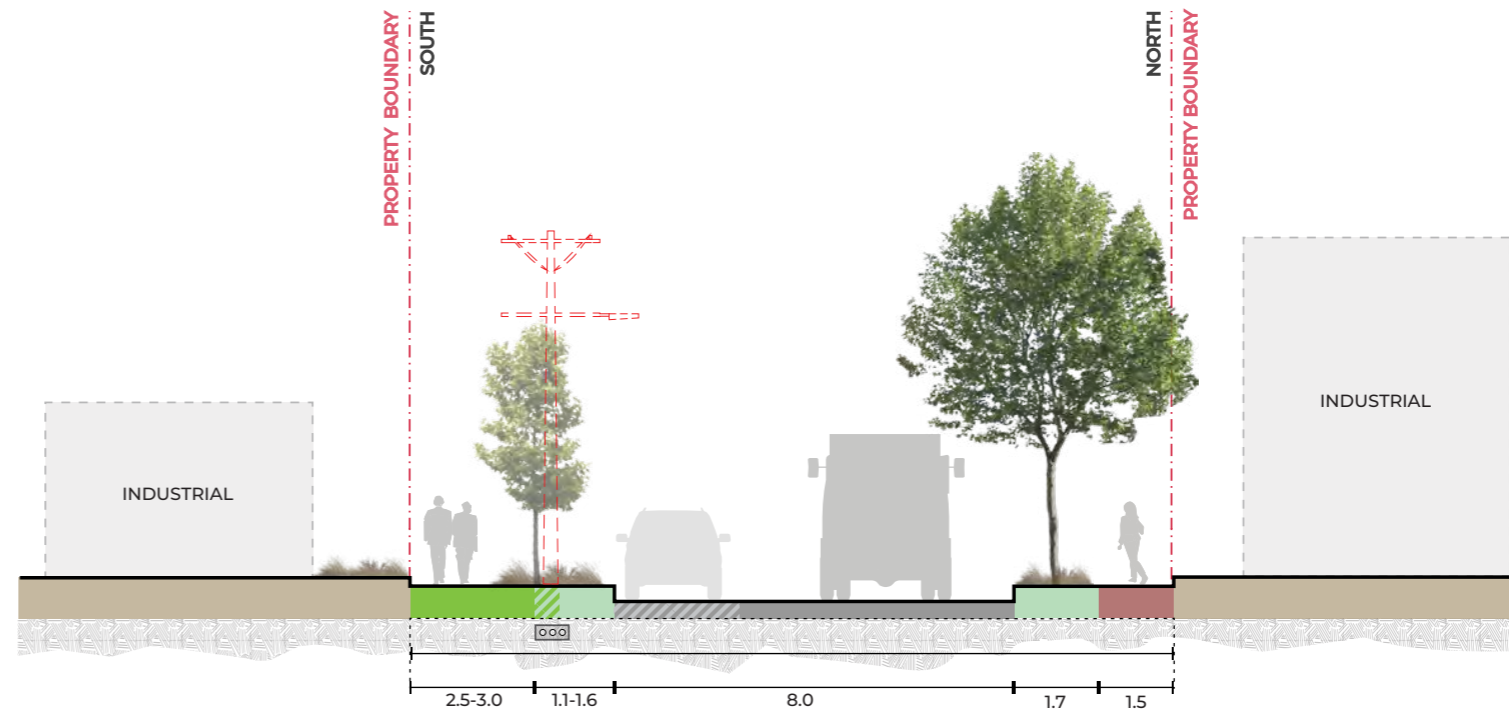 PROPERTY BOUNDARY
SOUTH
NORTH
PROPERTY BOUNDARY
INDUSTRIAL
INDUSTRIAL
2.5-3.0
1.1-1.6
8.0
1.7
1.5